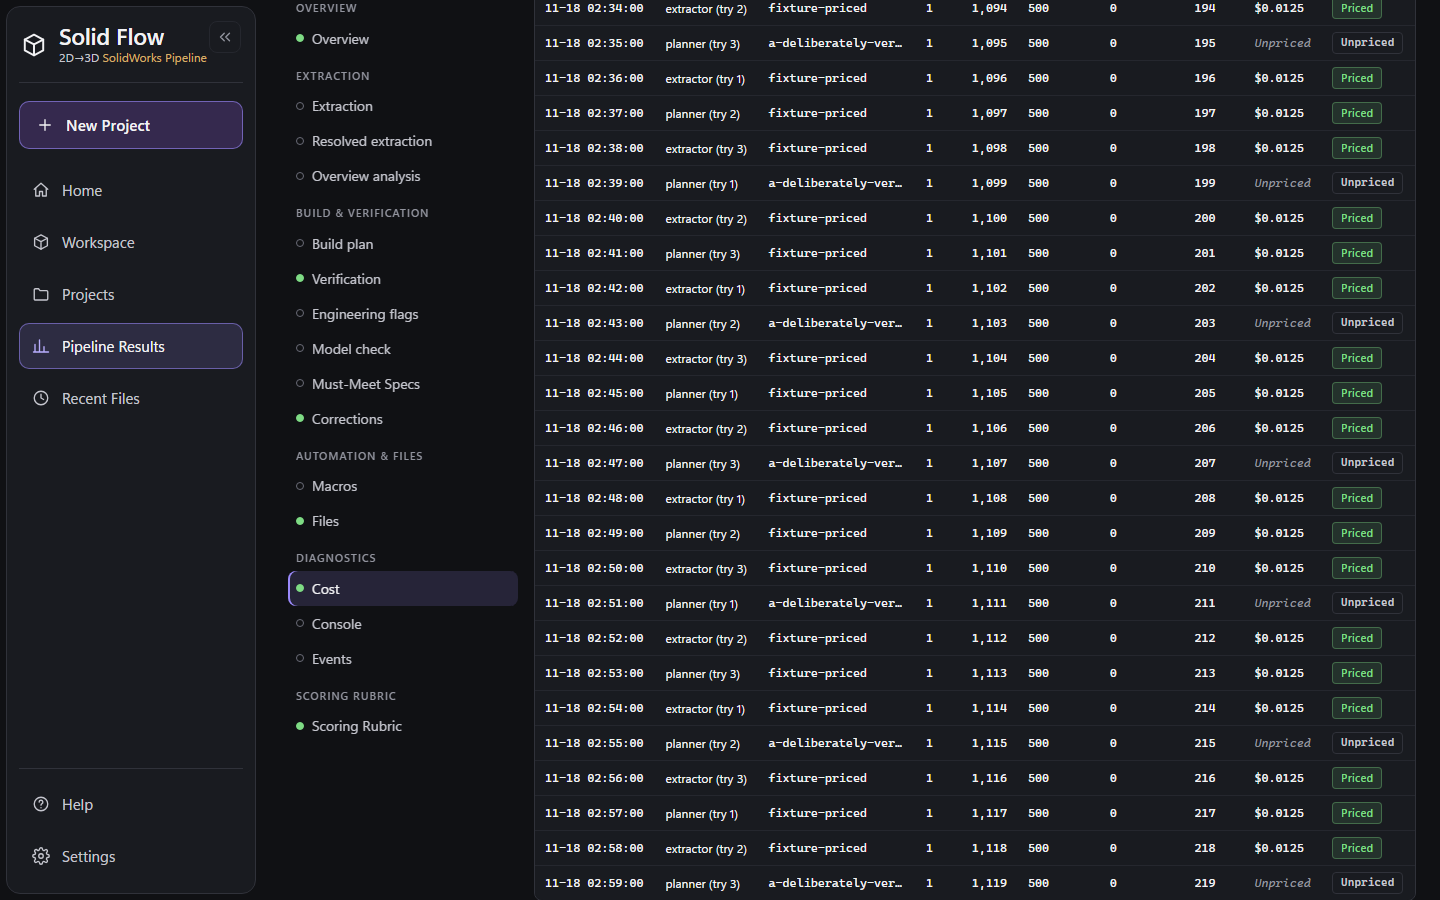 Solid Flow
2D→3D SolidWorks Pipeline
New Project
Home
Workspace
Projects
Pipeline Results
Recent Files
Help
Settings
OVERVIEW
Overview
EXTRACTION
Extraction
Resolved extraction
Overview analysis
BUILD & VERIFICATION
Build plan
Verification
Engineering flags
Model check
Must-Meet Specs
Corrections
AUTOMATION & FILES
Macros
Files
DIAGNOSTICS
Cost
Console
Events
SCORING RUBRIC
Scoring Rubric
11-18 02:34:00 extractor (try 2) fixture-priced 1 1,094 500 0 194 $0.0125 Priced
11-18 02:35:00 planner (try 3) a-deliberately-ver… 1 1,095 500 0 195 Unpriced Unpriced
11-18 02:36:00 extractor (try 1) fixture-priced 1 1,096 500 0 196 $0.0125 Priced
11-18 02:37:00 planner (try 2) fixture-priced 1 1,097 500 0 197 $0.0125 Priced
11-18 02:38:00 extractor (try 3) fixture-priced 1 1,098 500 0 198 $0.0125 Priced
11-18 02:39:00 planner (try 1) a-deliberately-ver… 1 1,099 500 0 199 Unpriced Unpriced
11-18 02:40:00 extractor (try 2) fixture-priced 1 1,100 500 0 200 $0.0125 Priced
11-18 02:41:00 planner (try 3) fixture-priced 1 1,101 500 0 201 $0.0125 Priced
11-18 02:42:00 extractor (try 1) fixture-priced 1 1,102 500 0 202 $0.0125 Priced
11-18 02:43:00 planner (try 2) a-deliberately-ver… 1 1,103 500 0 203 Unpriced Unpriced
11-18 02:44:00 extractor (try 3) fixture-priced 1 1,104 500 0 204 $0.0125 Priced
11-18 02:45:00 planner (try 1) fixture-priced 1 1,105 500 0 205 $0.0125 Priced
11-18 02:46:00 extractor (try 2) fixture-priced 1 1,106 500 0 206 $0.0125 Priced
11-18 02:47:00 planner (try 3) a-deliberately-ver… 1 1,107 500 0 207 Unpriced Unpriced
11-18 02:48:00 extractor (try 1) fixture-priced 1 1,108 500 0 208 $0.0125 Priced
11-18 02:49:00 planner (try 2) fixture-priced 1 1,109 500 0 209 $0.0125 Priced
11-18 02:50:00 extractor (try 3) fixture-priced 1 1,110 500 0 210 $0.0125 Priced
11-18 02:51:00 planner (try 1) a-deliberately-ver… 1 1,111 500 0 211 Unpriced Unpriced
11-18 02:52:00 extractor (try 2) fixture-priced 1 1,112 500 0 212 $0.0125 Priced
11-18 02:53:00 planner (try 3) fixture-priced 1 1,113 500 0 213 $0.0125 Priced
11-18 02:54:00 extractor (try 1) fixture-priced 1 1,114 500 0 214 $0.0125 Priced
11-18 02:55:00 planner (try 2) a-deliberately-ver… 1 1,115 500 0 215 Unpriced Unpriced
11-18 02:56:00 extractor (try 3) fixture-priced 1 1,116 500 0 216 $0.0125 Priced
11-18 02:57:00 planner (try 1) fixture-priced 1 1,117 500 0 217 $0.0125 Priced
11-18 02:58:00 extractor (try 2) fixture-priced 1 1,118 500 0 218 $0.0125 Priced
11-18 02:59:00 planner (try 3) a-deliberately-ver… 1 1,119 500 0 219 Unpriced Unpriced